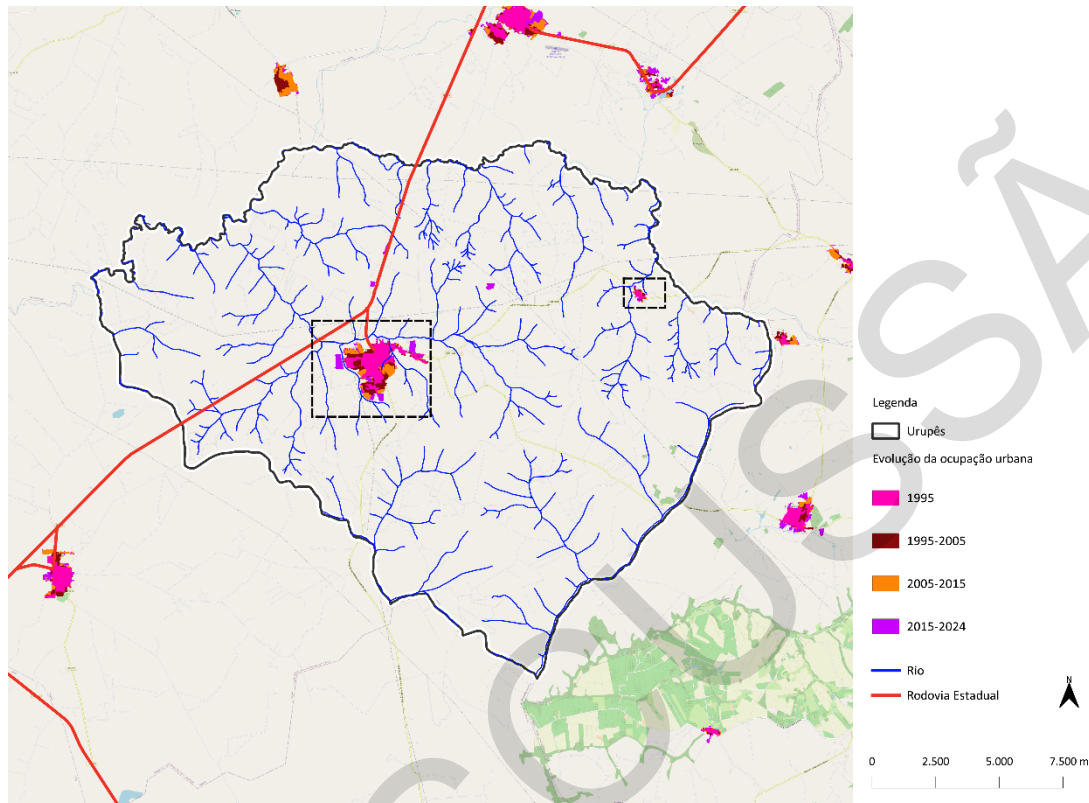 Legenda
Urupês
Evolução da ocupação urbana
1995
1995-2005
2005-2015
2015-2024
Rio
Rodovia Estadual
N
0 2.500 5.000 7.500 m
CUSSÃ